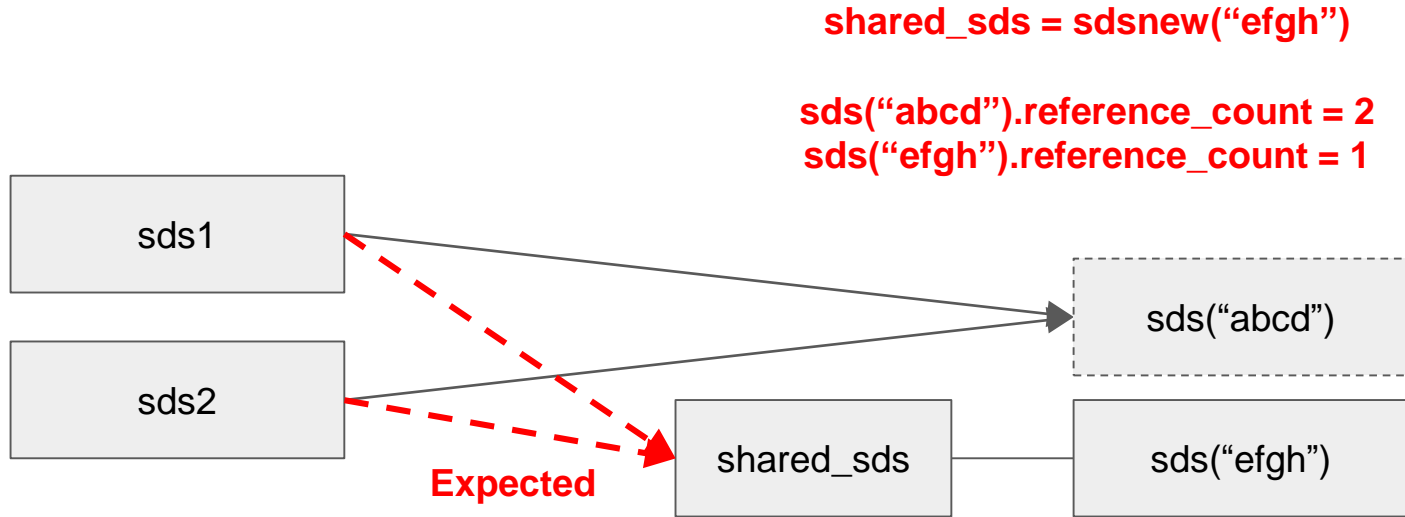 shared_sds = sdsnew(“efgh”)
sds(“abcd”).reference_count = 2
sds(“efgh”).reference_count = 1
sds1
sds(“abcd”)
sds2
shared_sds
sds(“efgh”)
Expected